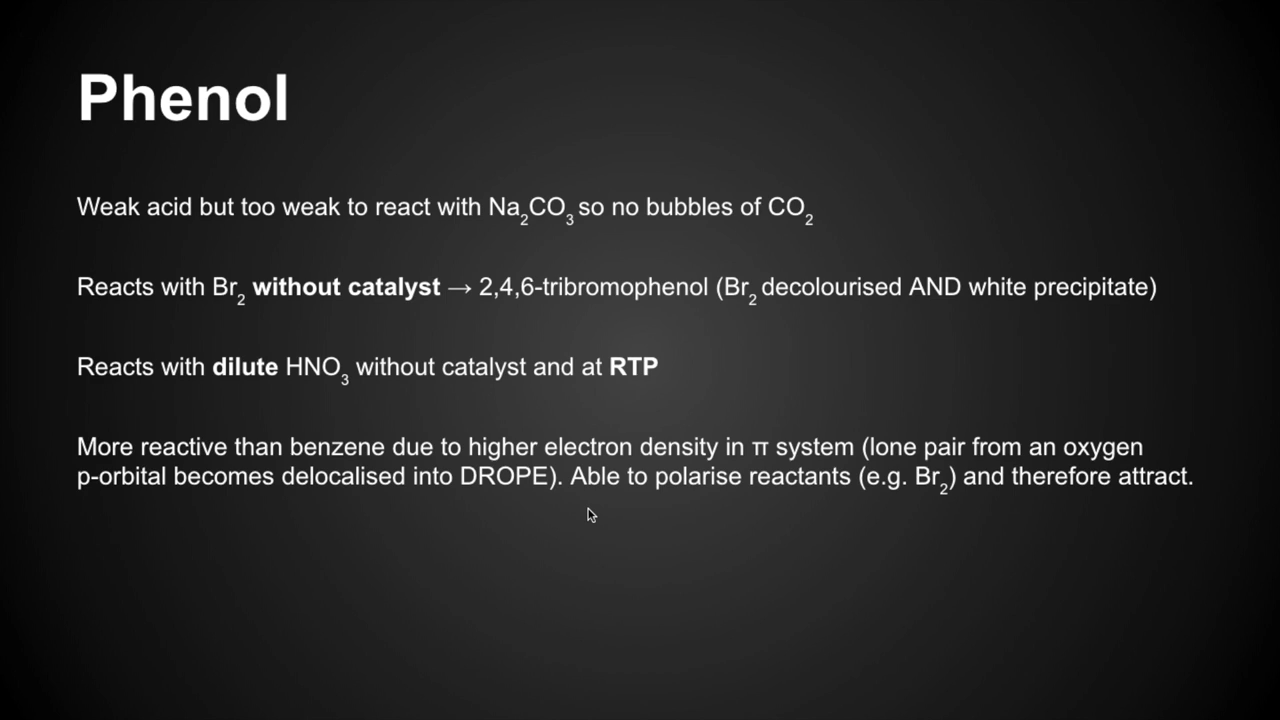 Phenol
Weak acid but too weak to react with Na₂CO₃ so no bubbles of CO₂
Reacts with Br₂ without catalyst → 2,4,6-tribromophenol (Br₂ decolourised AND white precipitate)
Reacts with dilute HNO₃ without catalyst and at RTP
More reactive than benzene due to higher electron density in π system (lone pair from an oxygen
p-orbital becomes delocalised into DROPE). Able to polarise reactants (e.g. Br₂) and therefore attract.